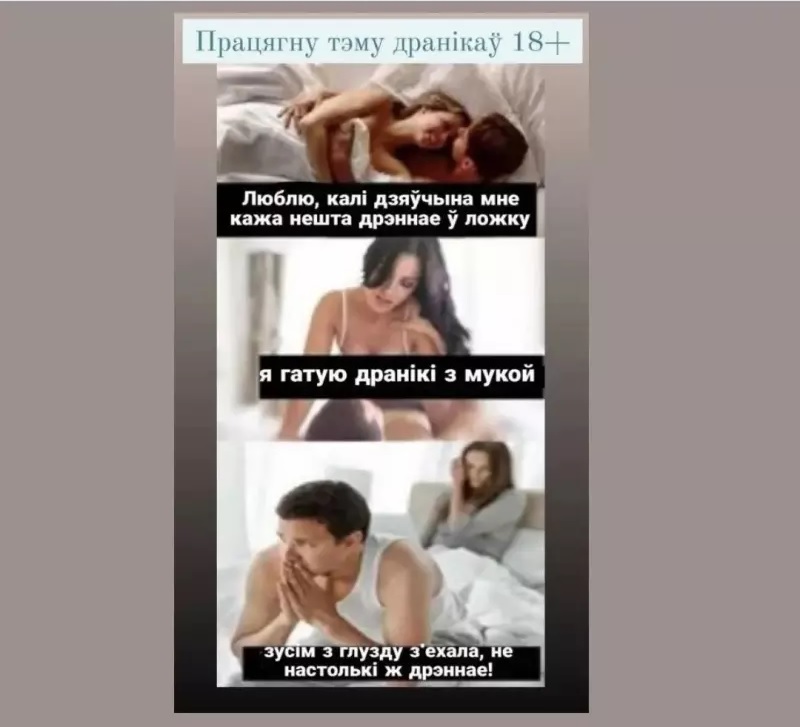 Працягну тэму дранікаў 18+
Люблю, калі дзяўчына мне
кажа нешта дрэннае ў ложку
я гатую дранікі з мукой
зусім з глузду з'ехала, не
настолькі ж дрэннае!